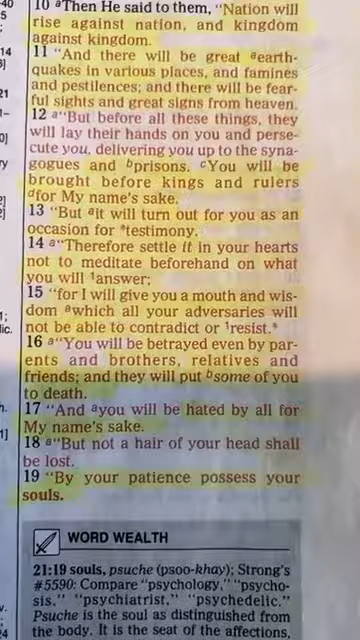 40
10 aThen He said to them, "Nation will
rise against nation, and kingdom
against kingdom.
11 "And there will be great aearth-
quakes in various places, and famines
and pestilences; and there will be fear-
ful sights and great signs from heaven.
12 a"But before all these things, they
will lay their hands on you and perse-
cute you, delivering you up to the syna-
gogues and bprisons. cYou will be
brought before kings and rulers
dfor My name's sake.
13 "But ait will turn out for you as an
occasion for *testimony.
14 a"Therefore settle it in your hearts
not to meditate beforehand on what
you will 1answer;
15 "for I will give you a mouth and wis-
dom awhich all your adversaries will
not be able to contradict or 1resist.*
16 a"You will be betrayed even by par-
ents and brothers, relatives and
friends; and they will put bsome of you
to death.
17 "And ayou will be hated by all for
My name's sake.
18 a"But not a hair of your head shall
be lost.
19 "By your patience possess your
souls.
WORD WEALTH
21:19 souls, psuche (psoo-khay); Strong's
#5590: Compare "psychology," "psycho-
sis," "psychiatrist," "psychedelic."
Psuche is the soul as distinguished from
the body. It is the seat of the affections,